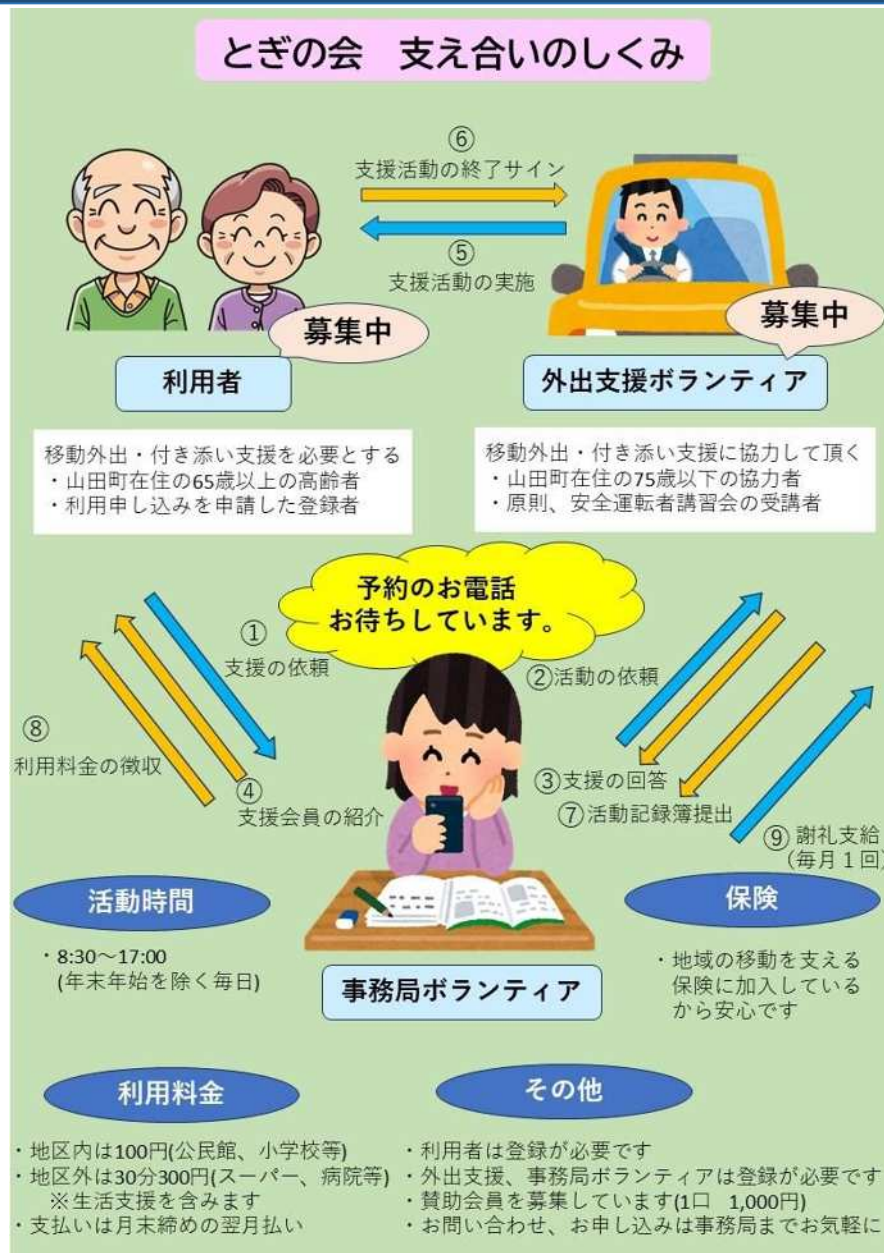 とぎの会　支え合いのしくみ
⑥
支援活動の終了サイン
⑤
支援活動の実施
募集中
募集中
利用者
外出支援ボランティア
移動外出・付き添い支援を必要とする
・山田町在住の65歳以上の高齢者
・利用申し込みを申請した登録者
移動外出・付き添い支援に協力して頂く
・山田町在住の75歳以下の協力者
・原則、安全運転者講習会の受講者
予約のお電話
お待ちしています。
①
支援の依頼
②活動の依頼
⑧
利用料金の徴収
④
支援会員の紹介
③支援の回答
⑦活動記録簿提出
⑨ 謝礼支給
（毎月１回）
活動時間
・8:30～17:00
(年末年始を除く毎日)
事務局ボランティア
保険
・地域の移動を支える
保険に加入している
から安心です
利用料金
・地区内は100円(公民館、小学校等)
・地区外は30分300円(スーパー、病院等)
※生活支援を含みます
・支払いは月末締めの翌月払い
その他
・利用者は登録が必要です
・外出支援、事務局ボランティアは登録が必要です
・賛助会員を募集しています(1口　1,000円)
・お問い合わせ、お申し込みは事務局までお気軽に